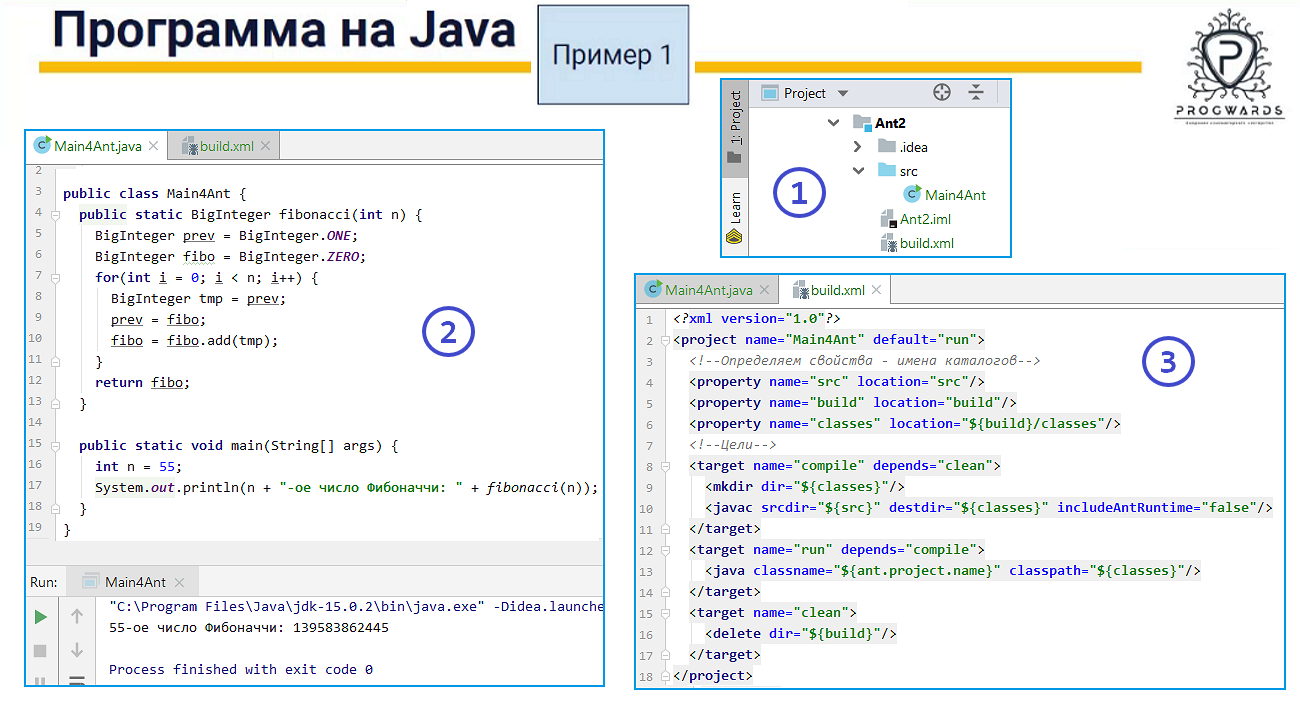 Программа на Java
Пример 1
PROGWARDS
1: Project
Learn
Project
Ant2
.idea
src
Main4Ant
Ant2.iml
build.xml
1
Main4Ant.java
build.xml
2
3 public class Main4Ant {
4 public static BigInteger fibonacci(int n) {
5 BigInteger prev = BigInteger.ONE;
6 BigInteger fibo = BigInteger.ZERO;
7 for(int i = 0; i < n; i++) {
8 BigInteger tmp = prev;
9 prev = fibo;
10 fibo = fibo.add(tmp);
11 }
12 return fibo;
13 }
14
15 public static void main(String[] args) {
16 int n = 55;
17 System.out.println(n + "-ое число Фибоначчи: " + fibonacci(n));
18 }
19 }
2
Run:
Main4Ant
"C:\Program Files\Java\jdk-15.0.2\bin\java.exe" -Didea.launche
55-ое число Фибоначчи: 139583862445
Process finished with exit code 0
Main4Ant.java
build.xml
1 <?xml version="1.0"?>
2 <project name="Main4Ant" default="run">
3 <!--Определяем свойства - имена каталогов-->
4 <property name="src" location="src"/>
5 <property name="build" location="build"/>
6 <property name="classes" location="${build}/classes"/>
7 <!--Цели-->
8 <target name="compile" depends="clean">
9 <mkdir dir="${classes}"/>
10 <javac srcdir="${src}" destdir="${classes}" includeAntRuntime="false"/>
11 </target>
12 <target name="run" depends="compile">
13 <java classname="${ant.project.name}" classpath="${classes}"/>
14 </target>
15 <target name="clean">
16 <delete dir="${build}"/>
17 </target>
18 </project>
3